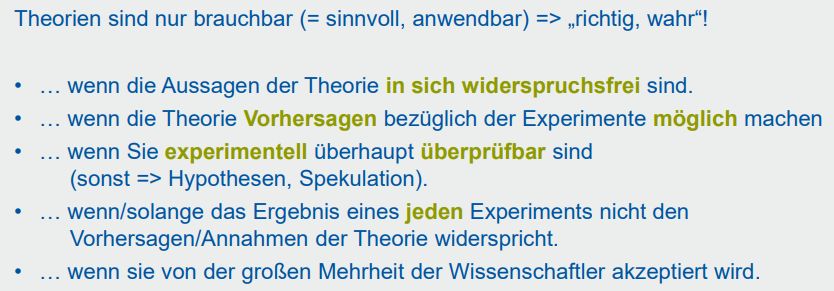 Theorien sind nur brauchbar (= sinnvoll, anwendbar) => „richtig, wahr“!
• … wenn die Aussagen der Theorie in sich widerspruchsfrei sind.
• … wenn die Theorie Vorhersagen bezüglich der Experimente möglich machen
• … wenn Sie experimentell überhaupt überprüfbar sind
(sonst => Hypothesen, Spekulation).
• … wenn/solange das Ergebnis eines jeden Experiments nicht den
Vorhersagen/Annahmen der Theorie widerspricht.
• … wenn sie von der großen Mehrheit der Wissenschaftler akzeptiert wird.